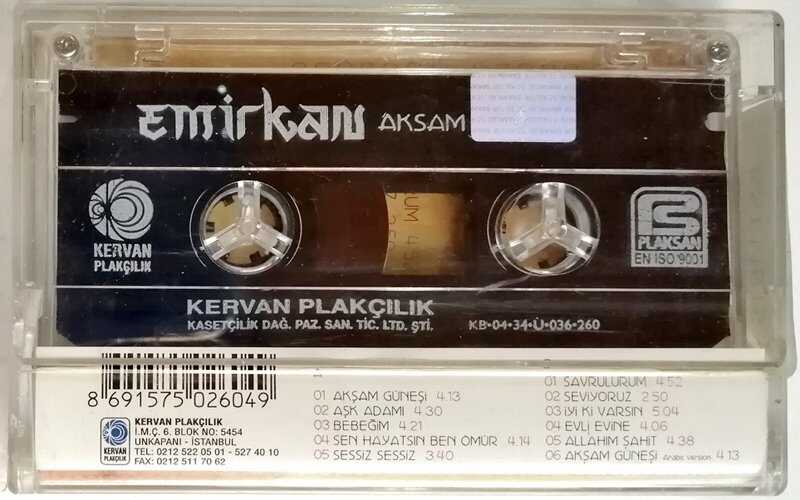 Emirkan AKŞAM
KERVAN
PLAKÇILIK
PLAKSAN
EN ISO 9001
KERVAN PLAKÇILIK
KASETÇİLİK DAĞ. PAZ. SAN. TİC. LTD. ŞTİ.
KB•04•34•Ü•036•260
8 691575 026049
KERVAN
PLAKÇILIK
KERVAN PLAKÇILIK
İ.M.Ç. 6. BLOK NO: 5454
UNKAPANI - İSTANBUL
TEL: 0212 522 05 01 - 527 40 10
FAX: 0212 511 70 62
01 AKŞAM GÜNEŞİ 4.13
02 AŞK ADAMI 4.30
03 BEBEĞİM 4.21
04 SEN HAYATSIN BEN ÖMÜR 4.14
05 SESSİZ SESSİZ 3.40
01 SAVRULURUM 4.52
02 SEVİYORUZ 2.50
03 İYİ Kİ VARSIN 5.04
04 EVLİ EVİNE 4.06
05 ALLAHIM ŞAHİT 4.38
06 AKŞAM GÜNEŞİ Arabic version 4.13